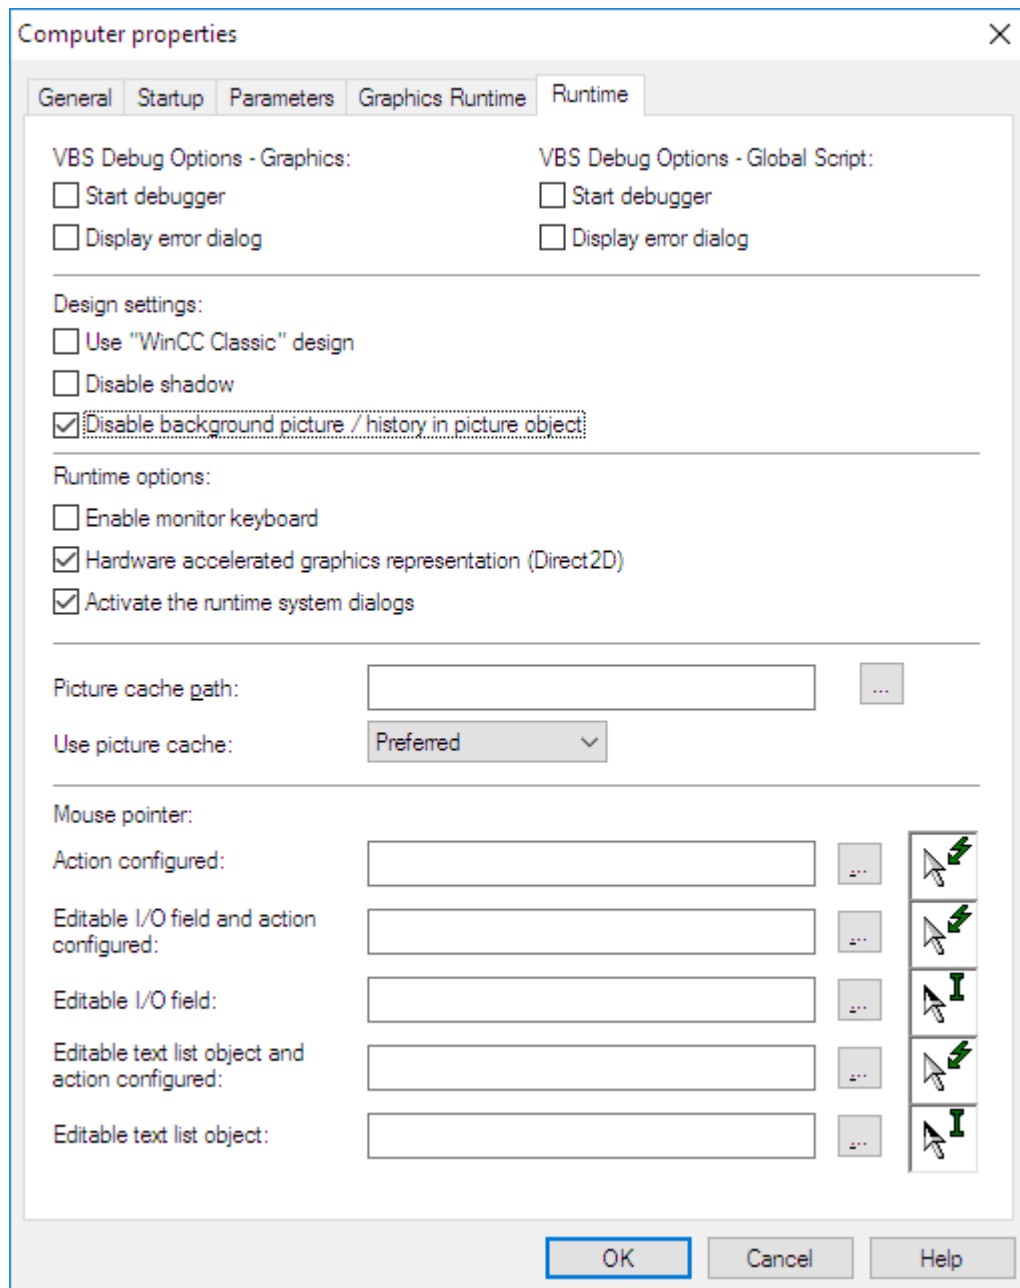 Computer properties
General Startup Parameters Graphics Runtime Runtime
VBS Debug Options - Graphics: VBS Debug Options - Global Script:
Start debugger Start debugger
Display error dialog Display error dialog
Design settings:
Use "WinCC Classic" design
Disable shadow
Disable background picture / history in picture object
Runtime options:
Enable monitor keyboard
Hardware accelerated graphics representation (Direct2D)
Activate the runtime system dialogs
Picture cache path: ...
Use picture cache: Preferred
Mouse pointer:
Action configured: ...
Editable I/O field and action
configured: ...
Editable I/O field: ...
Editable text list object and
action configured: ...
Editable text list object: ...
OK Cancel Help